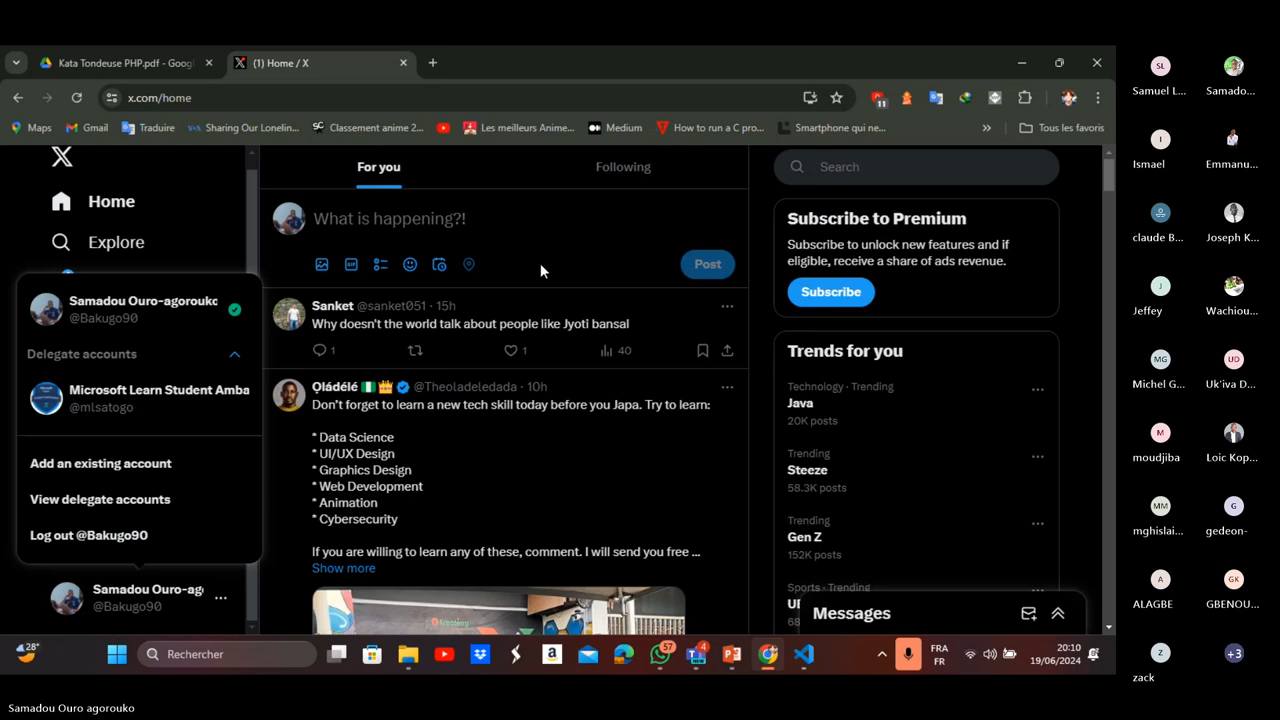 Kata Tondeuse PHP.pdf - Googl
(1) Home / X
x.com/home
11
Maps
Gmail
Traduire
Sharing Our Lonelin...
Classement anime 2...
Les meilleurs Anime...
Medium
How to run a C pro...
Smartphone qui ne...
»
Tous les favoris
Home
Explore
Samadou Ouro-agorouko
@Bakugo90
Delegate accounts
Microsoft Learn Student Amba
@mlsatogo
Add an existing account
View delegate accounts
Log out @Bakugo90
Samadou Ouro-ag
@Bakugo90
For you
Following
What is happening?!
GIF
Post
Sanket @sanket051 · 15h
Why doesn't the world talk about people like Jyoti bansal
1
1
40
Ọládélé @Theoladeledada · 10h
Don't forget to learn a new tech skill today before you Japa. Try to learn:
* Data Science
* UI/UX Design
* Graphics Design
* Web Development
* Animation
* Cybersecurity
If you are willing to learn any of these, comment. I will send you free ...
Show more
Search
Subscribe to Premium
Subscribe to unlock new features and if
eligible, receive a share of ads revenue.
Subscribe
Trends for you
Technology · Trending
Java
20K posts
Trending
Steeze
58.3K posts
Trending
Gen Z
152K posts
Sports · Trending
Messages
28°
Rechercher
57
4
FRA
FR
20:10
19/06/2024
Samadou Ouro agorouko
SL
Samuel L...
Samado...
I
Ismael
Emmanu...
claude B...
Joseph K...
J
Jeffey
Wachiou...
MG
Michel G...
UD
Uk'iva D...
M
moudjiba
Loic Kop...
MM
mghislai...
G
gedeon-
A
ALAGBE
GK
GBENOU...
Z
zack
+3